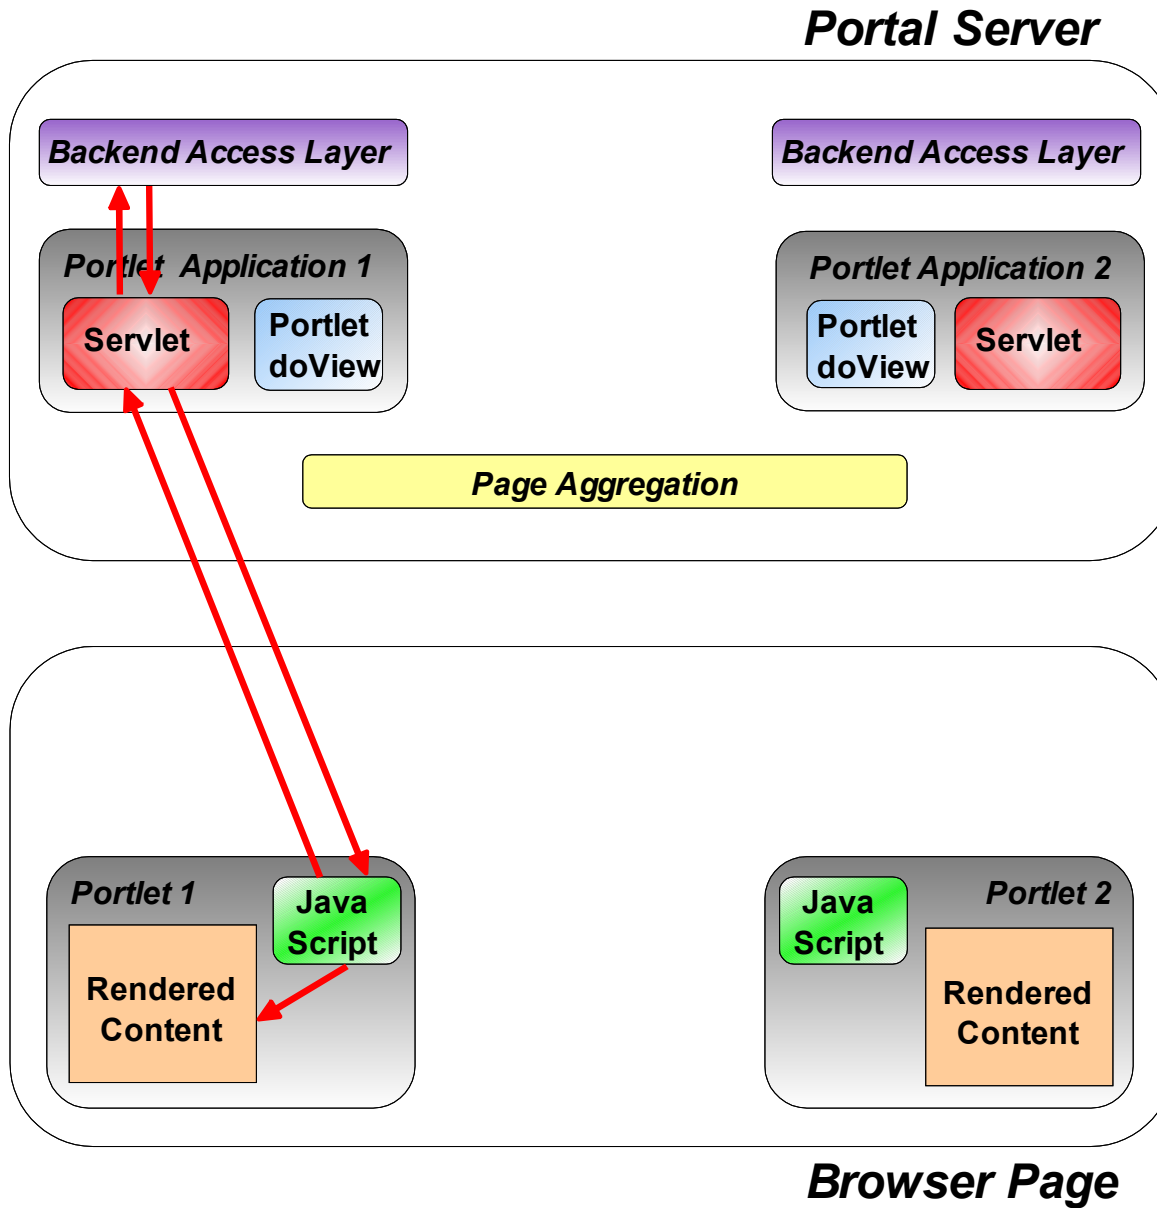 Portal Server
Backend Access Layer
Backend Access Layer
Portlet Application 1
Portlet Application 2
Servlet
Portlet
doView
Portlet
doView
Servlet
Page Aggregation
Portlet 1
Java
Script
Rendered
Content
Java
Script
Portlet 2
Rendered
Content
Browser Page